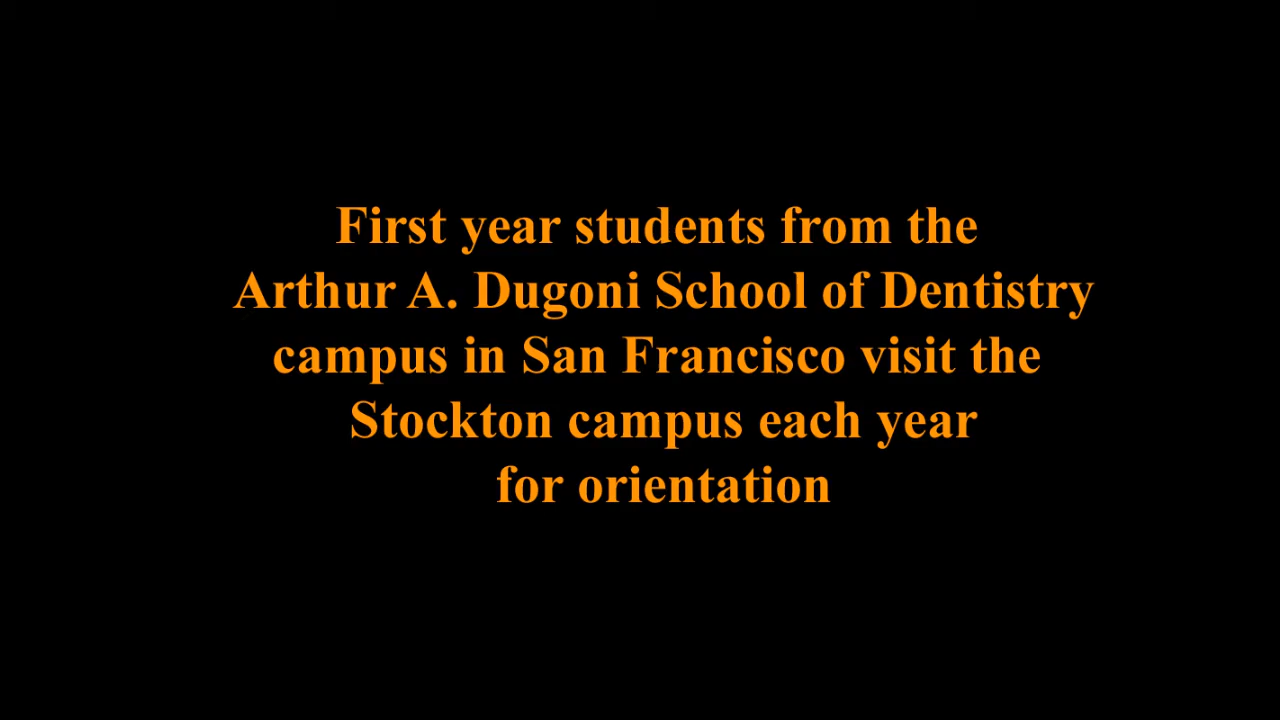 First year students from the
Arthur A. Dugoni School of Dentistry
campus in San Francisco visit the
Stockton campus each year
for orientation